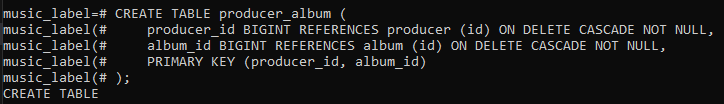 music_label=# CREATE TABLE producer_album (
music_label(#     producer_id BIGINT REFERENCES producer (id) ON DELETE CASCADE NOT NULL,
music_label(#     album_id BIGINT REFERENCES album (id) ON DELETE CASCADE NOT NULL,
music_label(#     PRIMARY KEY (producer_id, album_id)
music_label(# );
CREATE TABLE